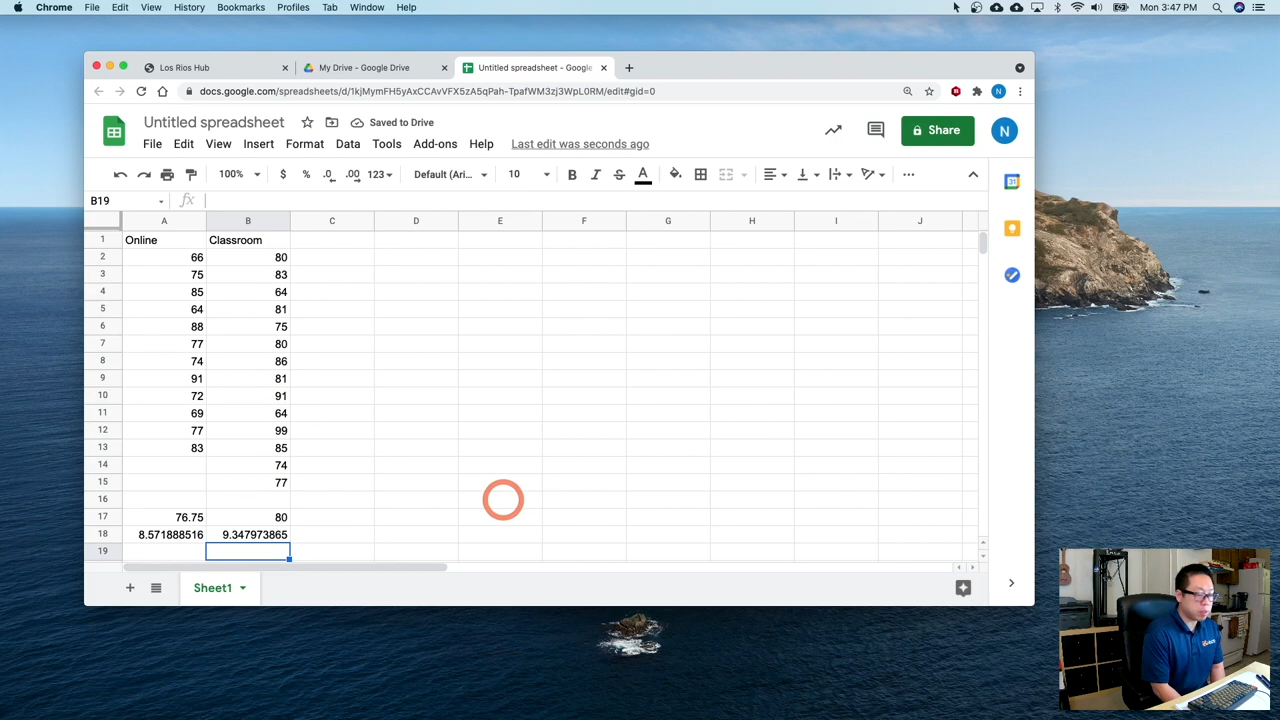 Chrome File Edit View History Bookmarks Profiles Tab Window Help Mon 3:47 PM
Los Rios Hub My Drive - Google Drive Untitled spreadsheet - Google
docs.google.com/spreadsheets/d/1kjMymFH5yAxCCAvVFX5zA5qPah-TpafWM3zj3WpL0RM/edit#gid=0
Untitled spreadsheet Saved to Drive
File Edit View Insert Format Data Tools Add-ons Help Last edit was seconds ago
Share N
100% $ % .0 .00 123 Default (Ari... 10 B I S A
B19 fx
A B C D E F G H I J
1 Online Classroom
2 66 80
3 75 83
4 85 64
5 64 81
6 88 75
7 77 80
8 74 86
9 91 81
10 72 91
11 69 64
12 77 99
13 83 85
14 74
15 77
16
17 76.75 80
18 8.571888516 9.347973865
19
Sheet1